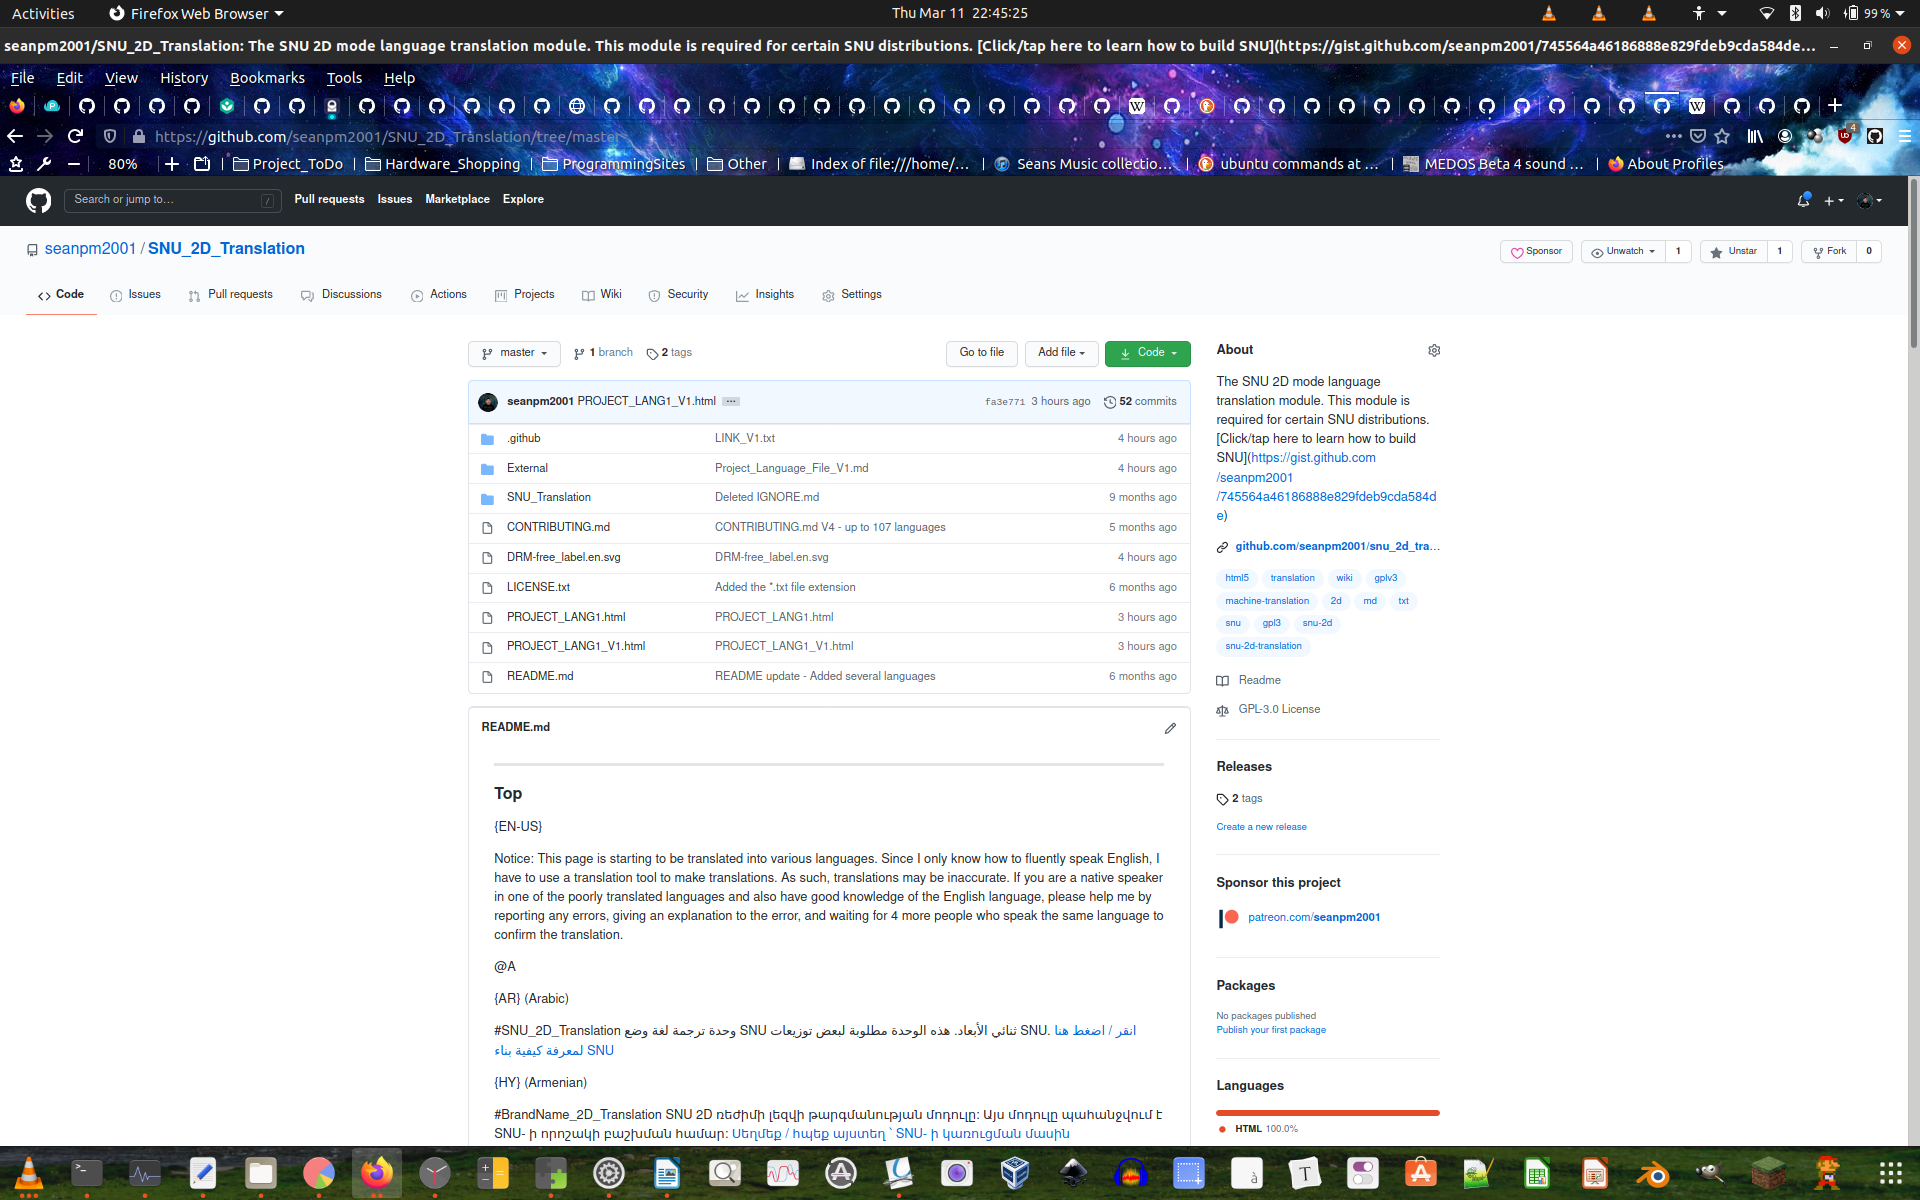 Activities Firefox Web Browser Thu Mar 11 22:45:25 99 %
seanpm2001/SNU_2D_Translation: The SNU 2D mode language translation module. This module is required for certain SNU distributions. [Click/tap here to learn how to build SNU](https://gist.github.com/seanpm2001/745564a46186888e829fdeb9cda584de…
File Edit View History Bookmarks Tools Help
https://github.com/seanpm2001/SNU_2D_Translation/tree/master
80% Project_ToDo Hardware_Shopping ProgrammingSites Other Index of file:///home/… Seans Music collectio… ubuntu commands at … MEDOS Beta 4 sound … About Profiles
Search or jump to… / Pull requests Issues Marketplace Explore
seanpm2001 / SNU_2D_Translation
Sponsor Unwatch 1 Unstar 1 Fork 0
Code Issues Pull requests Discussions Actions Projects Wiki Security Insights Settings
master 1 branch 2 tags Go to file Add file Code
seanpm2001 PROJECT_LANG1_V1.html … fa3e771 3 hours ago 52 commits
.github LINK_V1.txt 4 hours ago
External Project_Language_File_V1.md 4 hours ago
SNU_Translation Deleted IGNORE.md 9 months ago
CONTRIBUTING.md CONTRIBUTING.md V4 - up to 107 languages 5 months ago
DRM-free_label.en.svg DRM-free_label.en.svg 4 hours ago
LICENSE.txt Added the *.txt file extension 6 months ago
PROJECT_LANG1.html PROJECT_LANG1.html 3 hours ago
PROJECT_LANG1_V1.html PROJECT_LANG1_V1.html 3 hours ago
README.md README update - Added several languages 6 months ago
README.md
Top
{EN-US}
Notice: This page is starting to be translated into various languages. Since I only know how to fluently speak English, I
have to use a translation tool to make translations. As such, translations may be inaccurate. If you are a native speaker
in one of the poorly translated languages and also have good knowledge of the English language, please help me by
reporting any errors, giving an explanation to the error, and waiting for 4 more people who speak the same language to
confirm the translation.
@A
{AR} (Arabic)
#SNU_2D_Translation وحدة ترجمة لغة وضع SNU ثنائي الأبعاد. هذه الوحدة مطلوبة لبعض توزيعات SNU. انقر / اضغط هنا
لمعرفة كيفية بناء SNU
{HY} (Armenian)
#BrandName_2D_Translation SNU 2D ռեժիմի լեզվի թարգմանության մոդուլը: Այս մոդուլը պահանջվում է
SNU- ի որոշակի բաշխման համար: Սեղմեք / հպեք այստեղ ՝ SNU- ի կառուցման մասին
About
The SNU 2D mode language
translation module. This module is
required for certain SNU distributions.
[Click/tap here to learn how to build
SNU](https://gist.github.com
/seanpm2001
/745564a46186888e829fdeb9cda584d
e)
github.com/seanpm2001/snu_2d_tra…
html5 translation wiki gplv3
machine-translation 2d md txt
snu gpl3 snu-2d
snu-2d-translation
Readme
GPL-3.0 License
Releases
2 tags
Create a new release
Sponsor this project
patreon.com/seanpm2001
Packages
No packages published
Publish your first package
Languages
HTML 100.0%